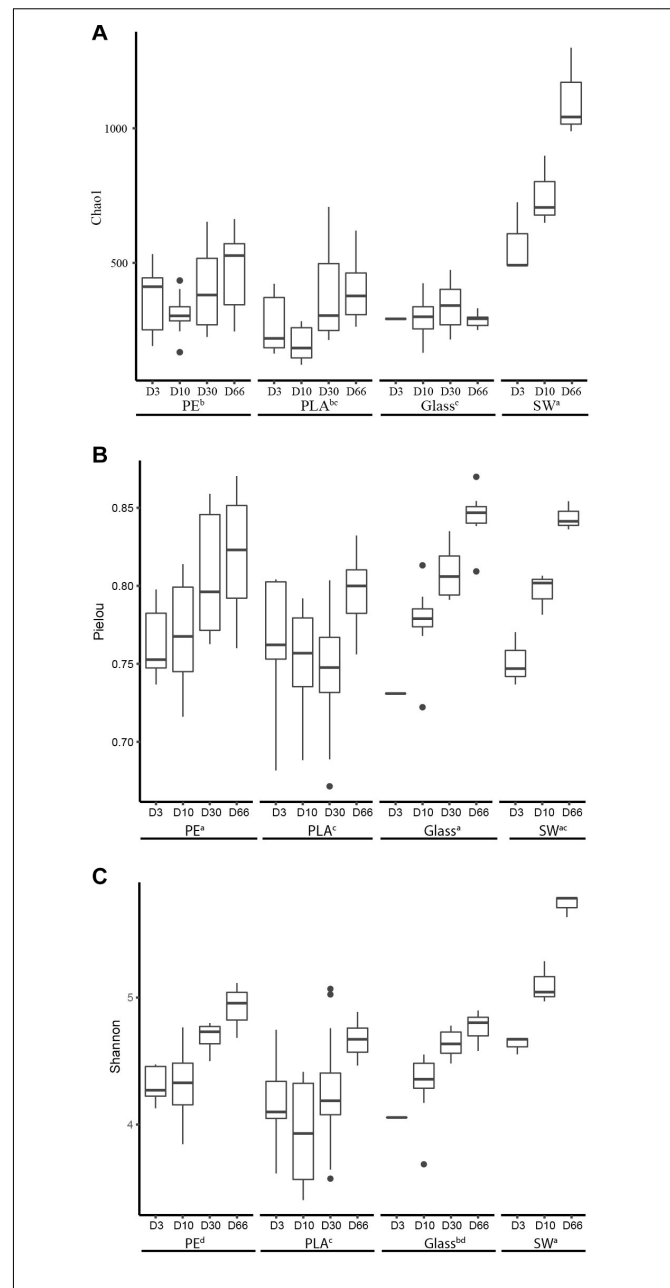 A
Chao1
1000
500
D3 D10 D30 D66 D3 D10 D30 D66 D3 D10 D30 D66 D3 D10 D66
PEᵇ PLAᵇᶜ Glassᶜ SWᵃ
B
Pielou
0.85
0.80
0.75
0.70
D3 D10 D30 D66 D3 D10 D30 D66 D3 D10 D30 D66 D3 D10 D66
PEᵃ PLAᶜ Glassᵃ SWᵃᶜ
C
Shannon
5
4
D3 D10 D30 D66 D3 D10 D30 D66 D3 D10 D30 D66 D3 D10 D66
PEᵈ PLAᶜ Glassᵇᵈ SWᵃ